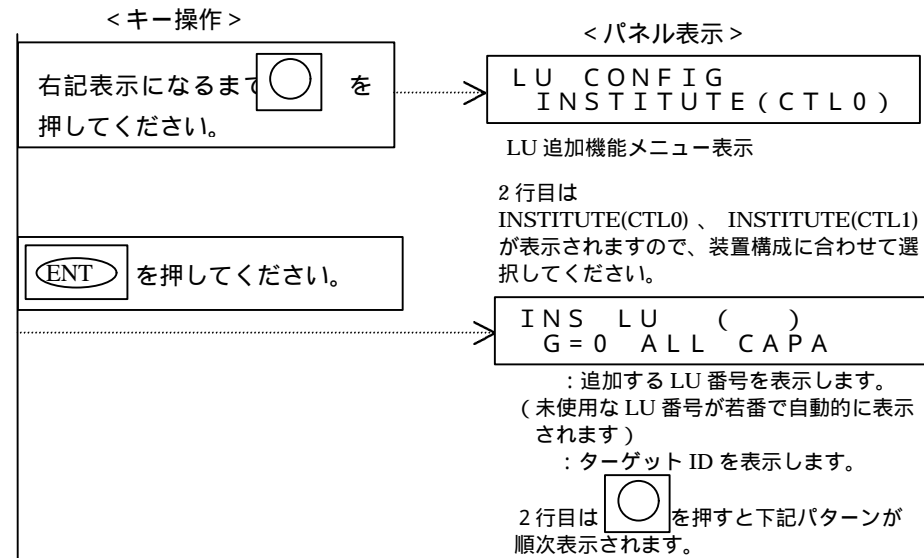 <キー操作>
<パネル表示>
右記表示になるまで を
押してください。
LU CONFIG
INSTITUTE(CTL0)
LU 追加機能メニュー表示
2 行目は
INSTITUTE(CTL0) 、 INSTITUTE(CTL1)
が表示されますので、装置構成に合わせて選
択してください。
ENT を押してください。
INS LU ( )
G=0 ALL CAPA
:追加する LU 番号を表示します。
(未使用な LU 番号が若番で自動的に表示
されます)
:ターゲット ID を表示します。
2行目は を押すと下記パターンが
順次表示されます。